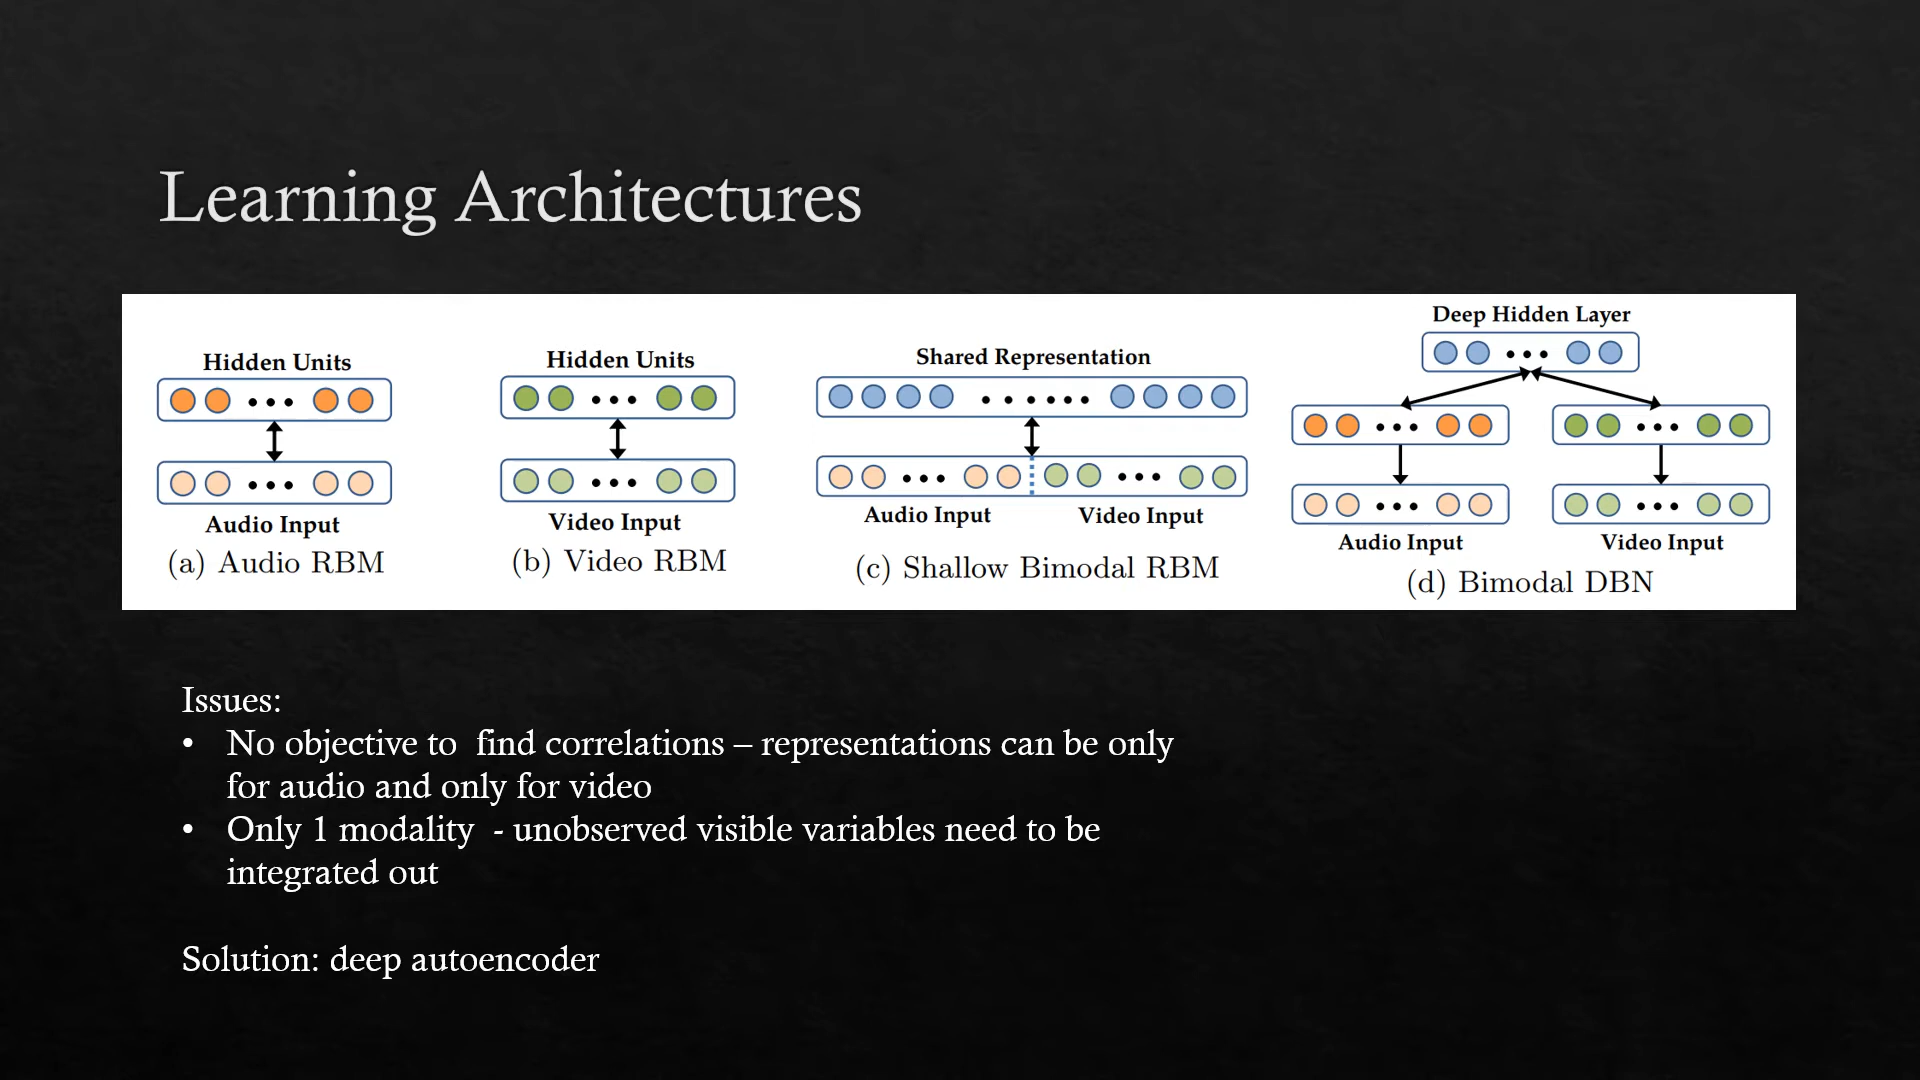 Learning Architectures
Hidden Units
Audio Input
(a) Audio RBM
Hidden Units
Video Input
(b) Video RBM
Shared Representation
Audio Input
Video Input
(c) Shallow Bimodal RBM
Deep Hidden Layer
Audio Input
Video Input
(d) Bimodal DBN
Issues:
• No objective to  find correlations – representations can be only
for audio and only for video
• Only 1 modality  - unobserved visible variables need to be
integrated out
Solution: deep autoencoder